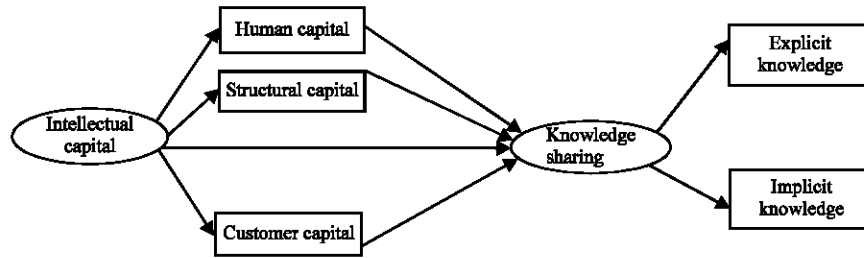 Human capital
Structural capital
Intellectual
capital
Customer capital
Knowledge
sharing
Explicit
knowledge
Implicit
knowledge